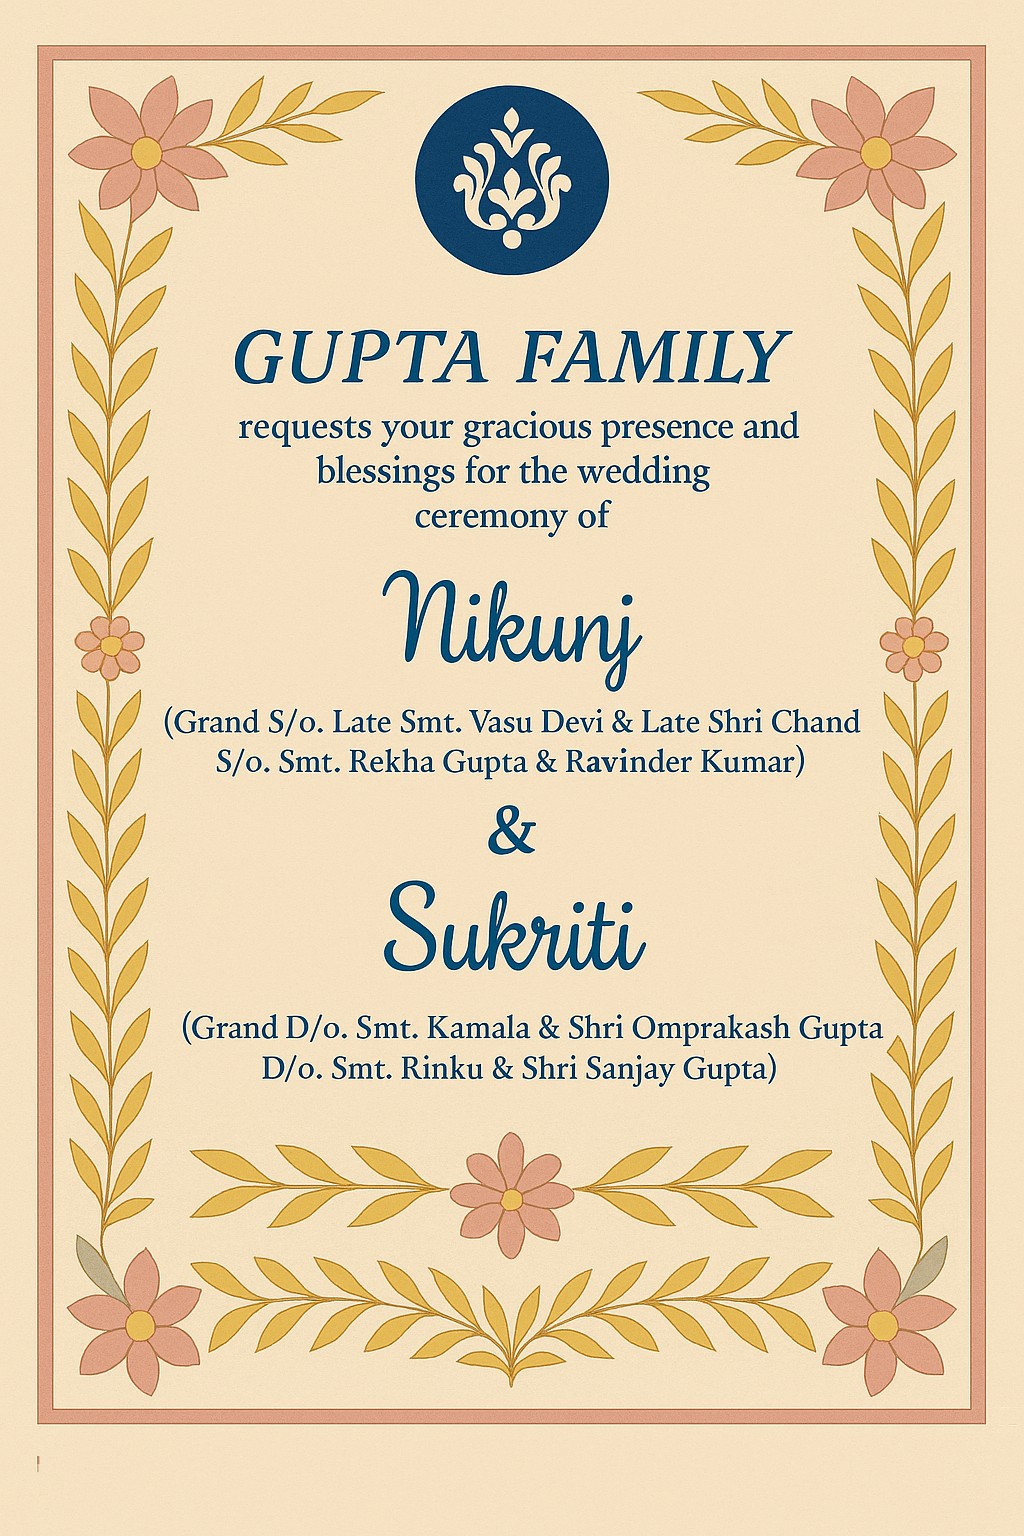 GUPTA FAMILY
requests your gracious presence and
blessings for the wedding
ceremony of
Nikunj
(Grand S/o. Late Smt. Vasu Devi & Late Shri Chand
S/o. Smt. Rekha Gupta & Ravinder Kumar)
&
Sukriti
(Grand D/o. Smt. Kamala & Shri Omprakash Gupta
D/o. Smt. Rinku & Shri Sanjay Gupta)